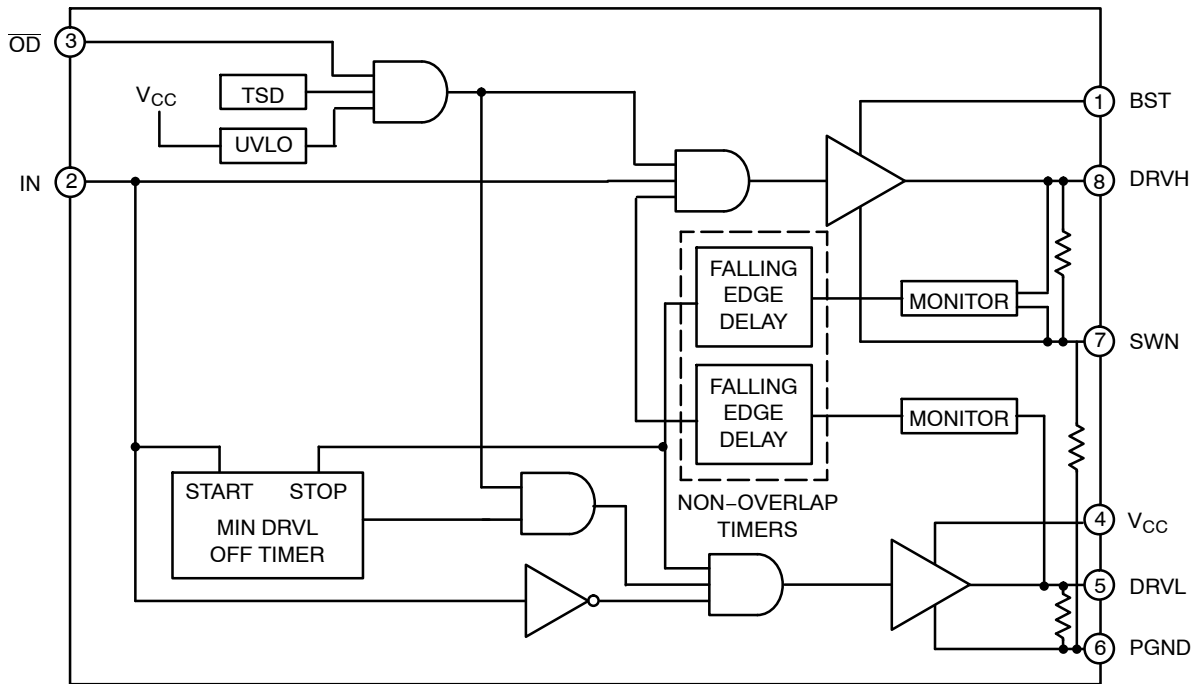 OD
3
TSD
VCC
UVLO
1
BST
IN
2
8
DRVH
FALLING
EDGE
DELAY
MONITOR
7
SWN
FALLING
EDGE
DELAY
MONITOR
START
STOP
MIN DRVL
OFF TIMER
NON−OVERLAP
TIMERS
4
VCC
5
DRVL
6
PGND